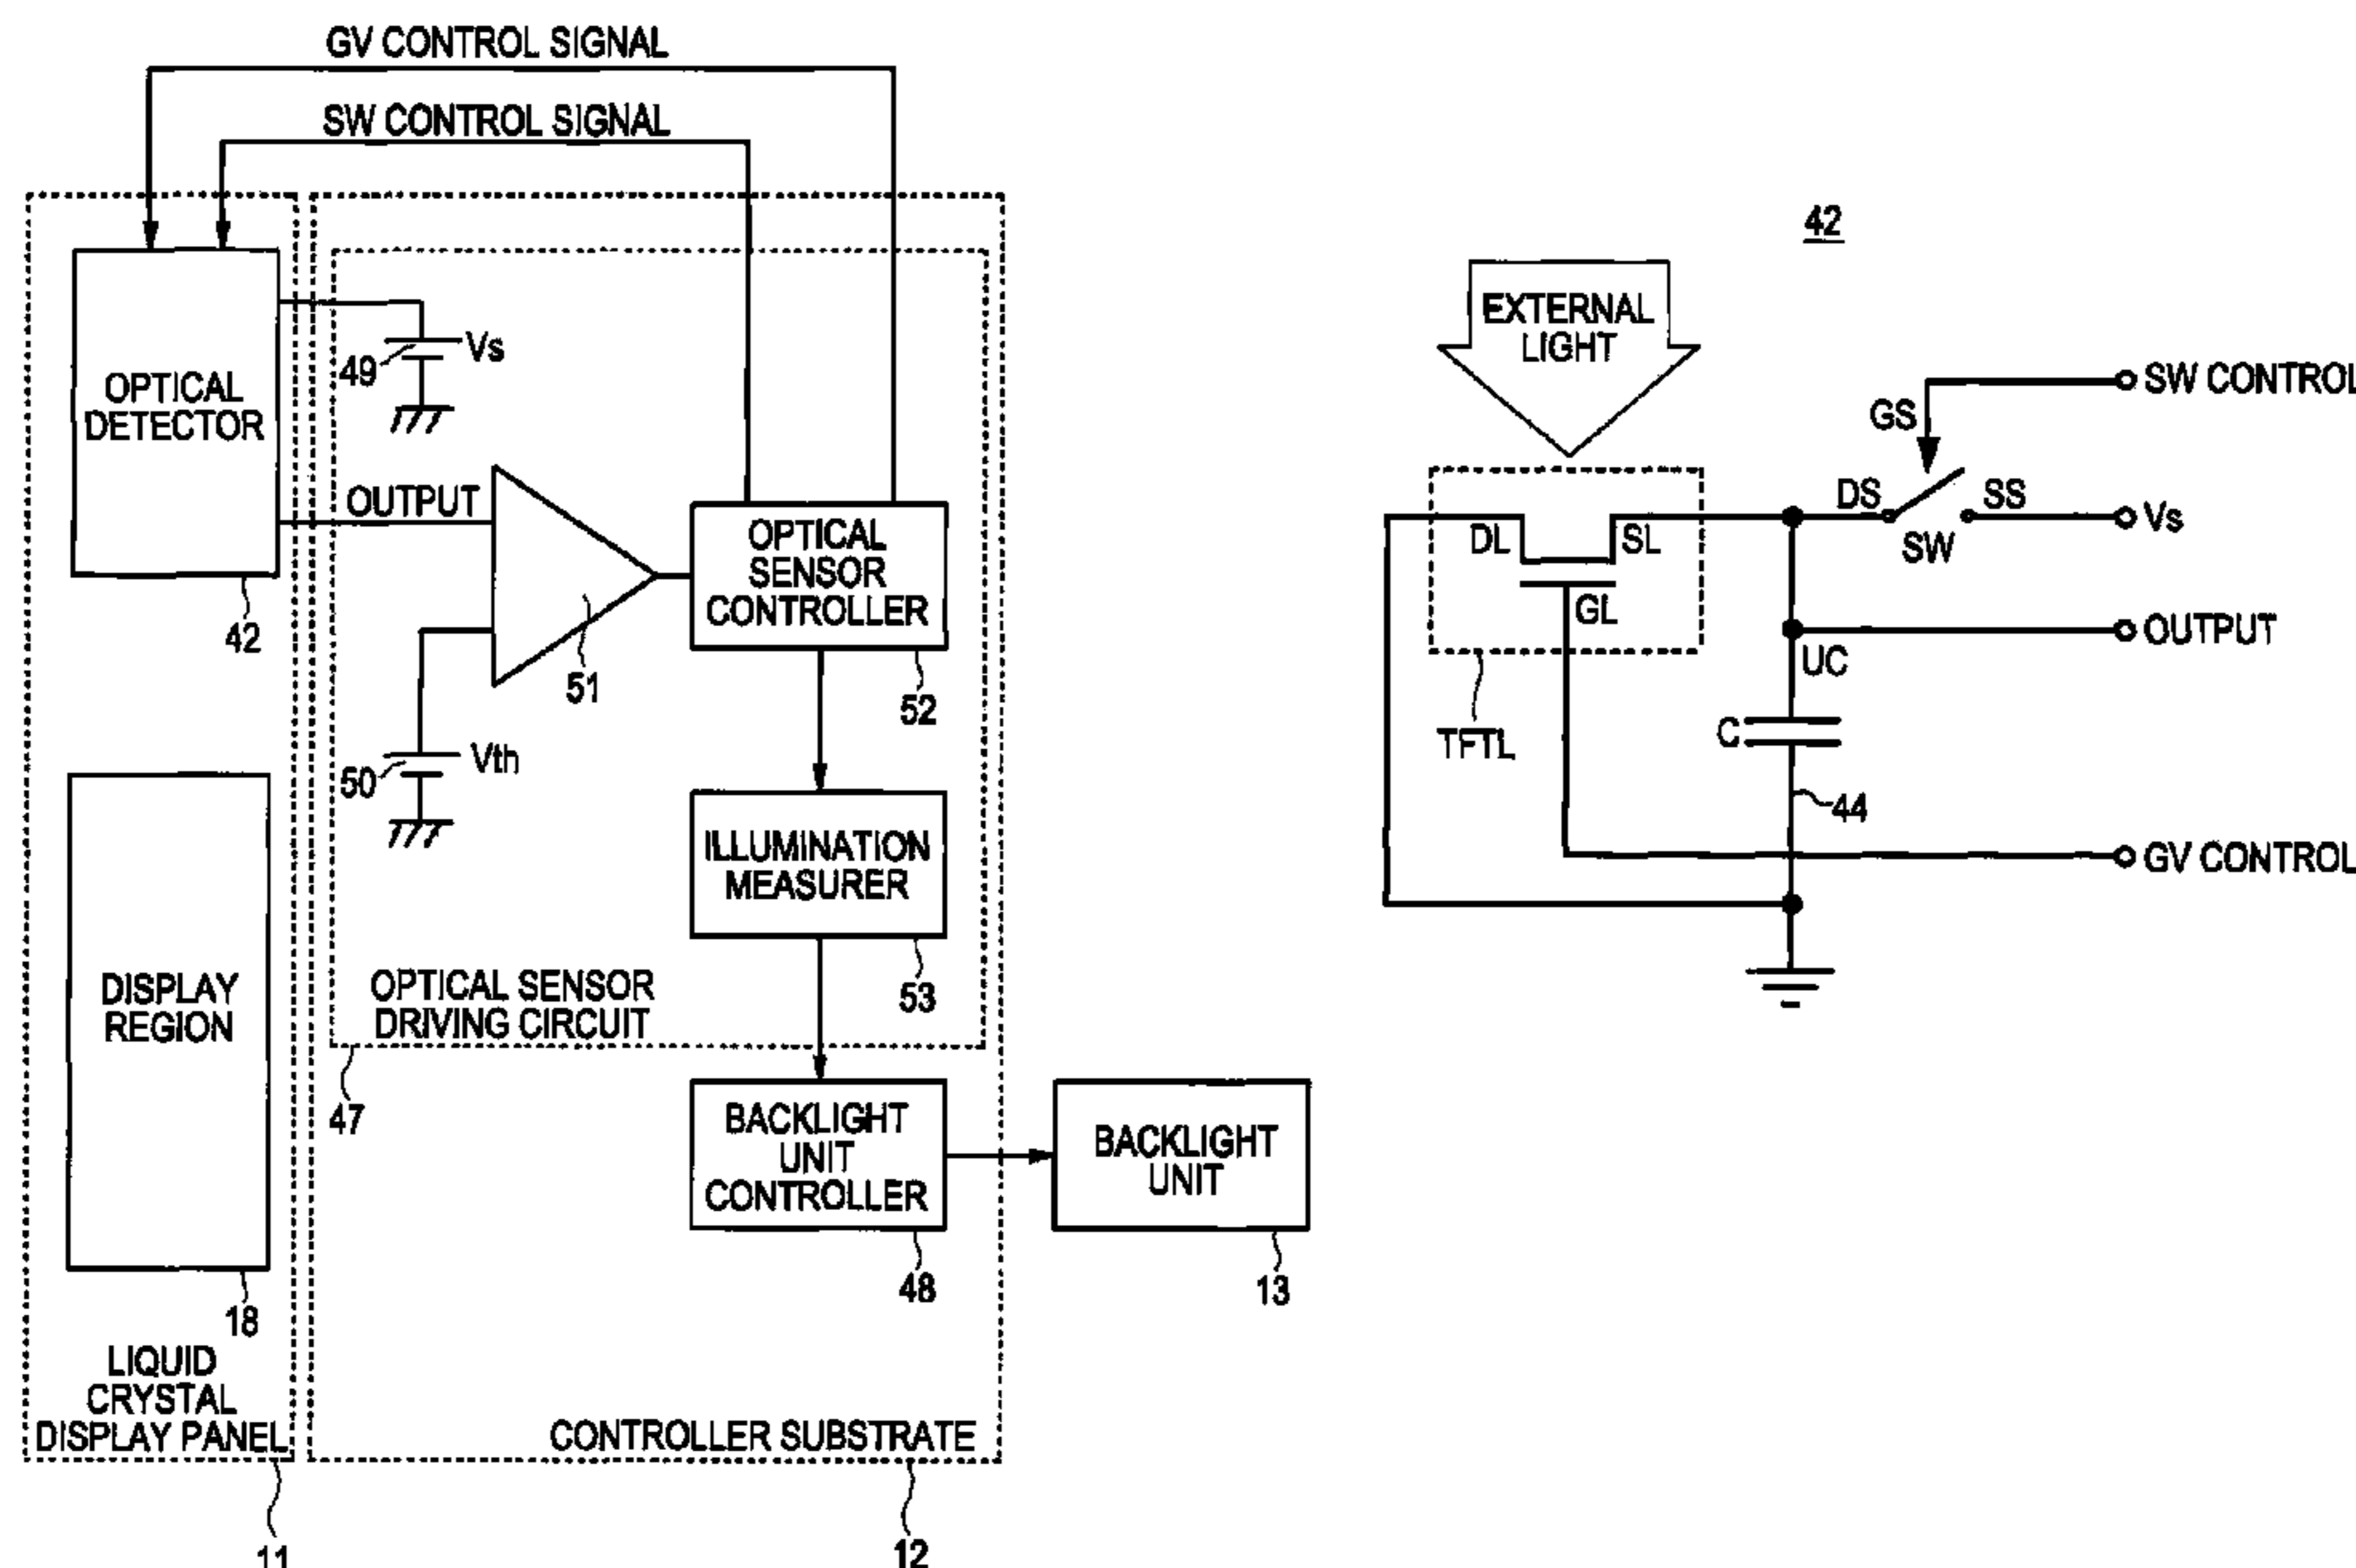 GV CONTROL SIGNAL
SW CONTROL SIGNAL
OPTICAL
DETECTOR
42
49
Vs
OUTPUT
51
50
Vth
OPTICAL
SENSOR
CONTROLLER
52
ILLUMINATION
MEASURER
53
OPTICAL SENSOR
DRIVING CIRCUIT
47
DISPLAY
REGION
18
BACKLIGHT
UNIT
CONTROLLER
48
BACKLIGHT
UNIT
13
LIQUID
CRYSTAL
DISPLAY PANEL
11
CONTROLLER SUBSTRATE
12
42
EXTERNAL
LIGHT
SW CONTROL
GS
DS
SS
SW
Vs
DL
SL
GL
TFTL
OUTPUT
UC
C
44
GV CONTROL